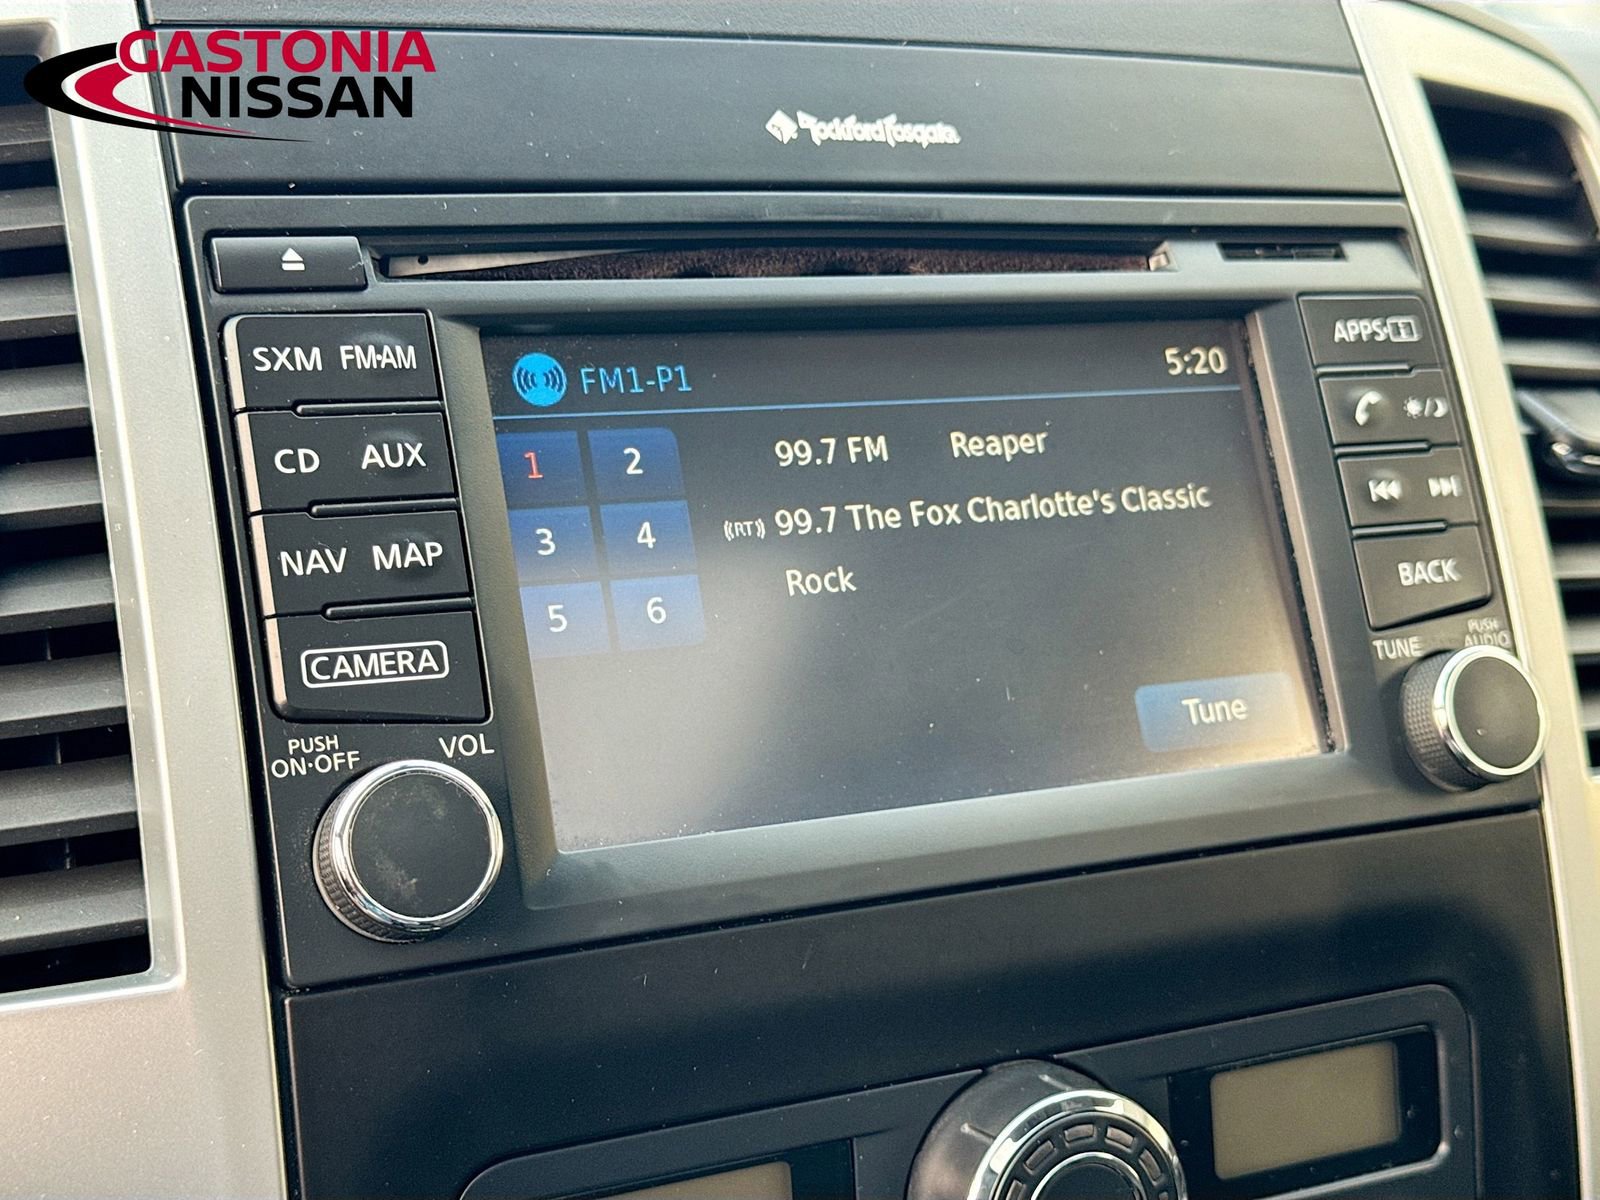 GASTONIA
NISSAN
Rockford Fosgate
SXM FM·AM
CD AUX
NAV MAP
CAMERA
PUSH
ON·OFF
VOL
FM1-P1
5:20
1 2
3 4
5 6
99.7 FM Reaper
((RT)) 99.7 The Fox Charlotte's Classic
Rock
Tune
APPS·i
BACK
TUNE
PUSH
AUDIO